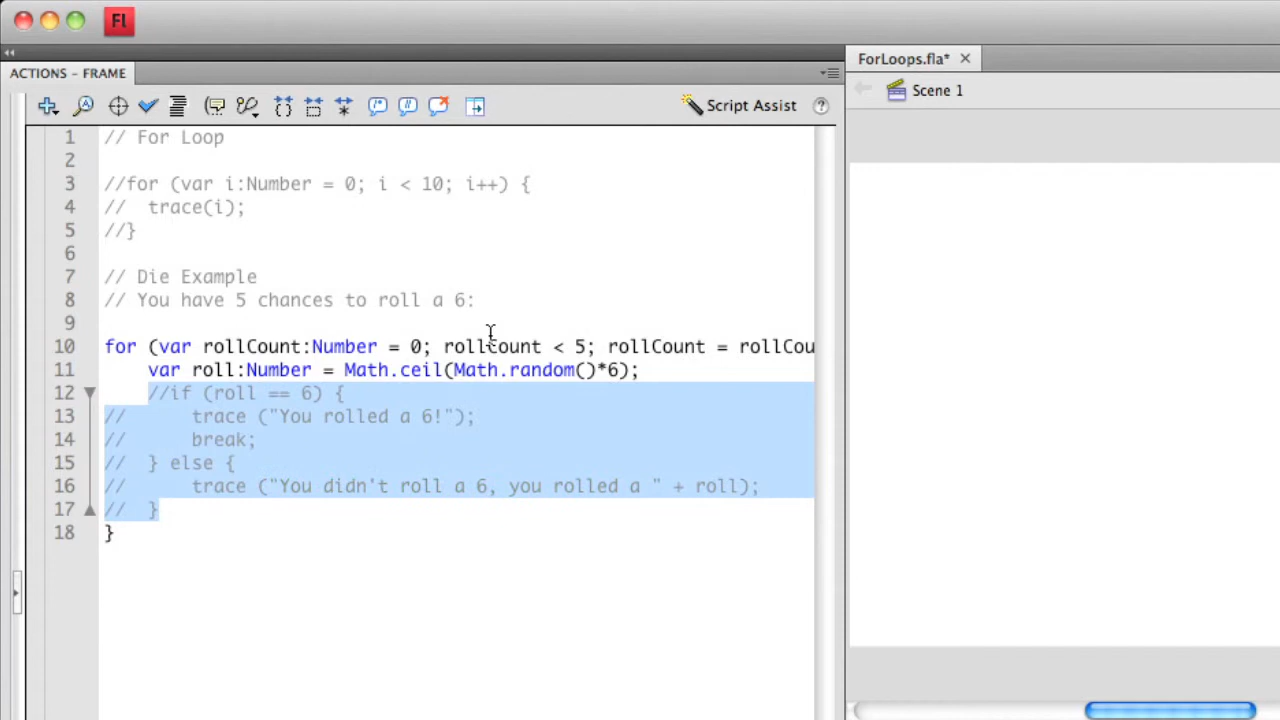 Fl
ACTIONS - FRAME
ForLoops.fla*
Script Assist
Scene 1
1 // For Loop
2
3 //for (var i:Number = 0; i < 10; i++) {
4 //  trace(i);
5 //}
6
7 // Die Example
8 // You have 5 chances to roll a 6:
9
10 for (var rollCount:Number = 0; rollCount < 5; rollCount = rollCou
11     var roll:Number = Math.ceil(Math.random()*6);
12     //if (roll == 6) {
13 //      trace ("You rolled a 6!");
14 //      break;
15 //  } else {
16 //      trace ("You didn't roll a 6, you rolled a " + roll);
17 //  }
18 }